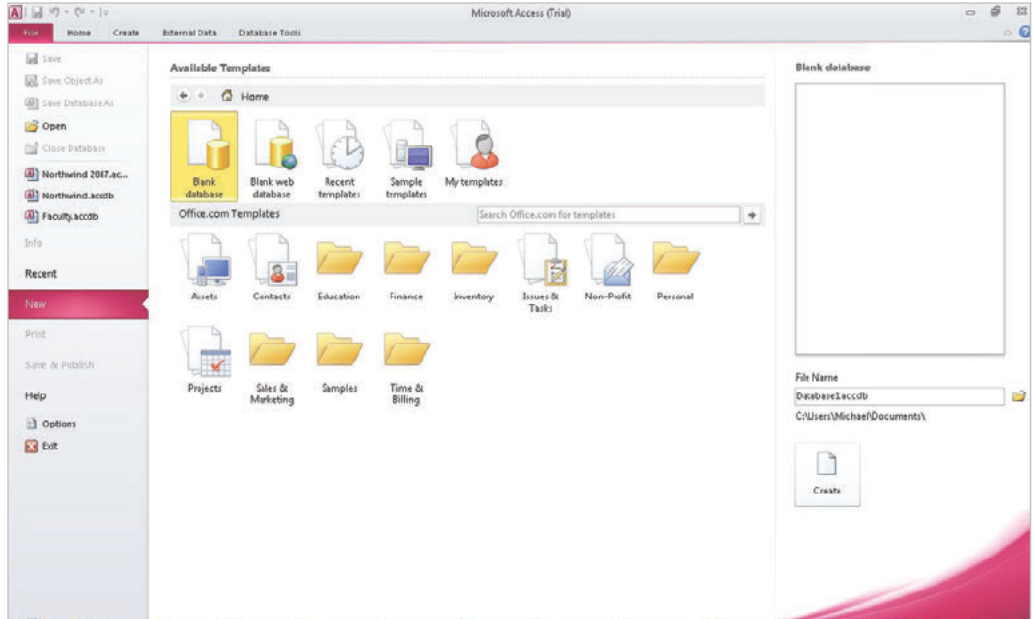 A
Microsoft Access (Trial)
File Home Create External Data Database Tools
Save
Save Object As
Save Database As
Open
Close Database
Northwind 2017.ac...
Northwind.accdb
Faculty.accdb
Info
Recent
New
Print
Save & Publish
Help
Options
Exit
Available Templates
Home
Blank database
Blank web database
Recent templates
Sample templates
My templates
Office.com Templates
Search Office.com for templates
Assets
Contacts
Education
Finance
Inventory
Issues & Tasks
Non-Profit
Personal
Projects
Sales & Marketing
Samples
Time & Billing
Blank database
File Name
Database1.accdb
C:\Users\Michael\Documents\
Create